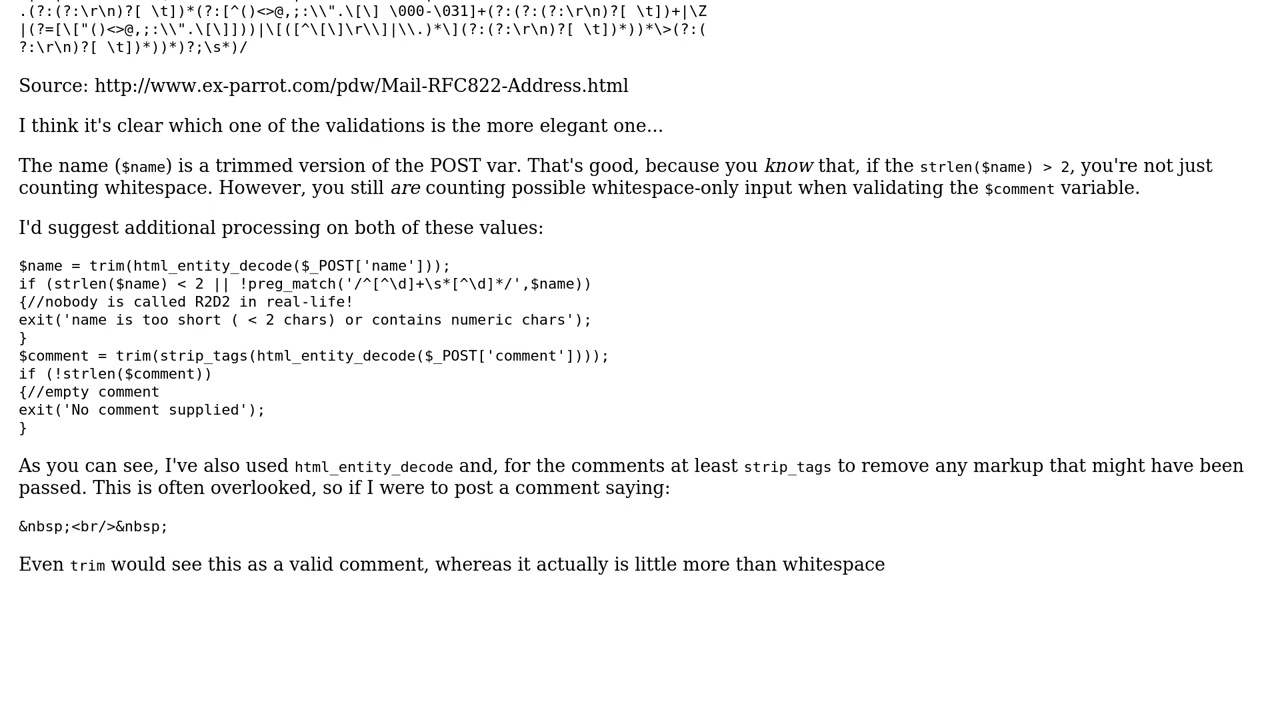 .(?:(?:\r\n)?[ \t])*(?:[^()<>@,;:\\".\[\] \000-\031]+(?:(?:(?:\r\n)?[ \t])+|\Z
|(?=[\["()<>@,;:\\".\[\]]))|\[([^\[\]\r\\]|\\.)*\](?:(?:\r\n)?[ \t])*))*\>(?:(
?:\r\n)?[ \t])*))*)?;\s*)/
Source: http://www.ex-parrot.com/pdw/Mail-RFC822-Address.html
I think it's clear which one of the validations is the more elegant one...
The name ($name) is a trimmed version of the POST var. That's good, because you know that, if the strlen($name) > 2, you're not just
counting whitespace. However, you still are counting possible whitespace-only input when validating the $comment variable.
I'd suggest additional processing on both of these values:
$name = trim(html_entity_decode($_POST['name']));
if (strlen($name) < 2 || !preg_match('/^[^\d]+\s*[^\d]*/',$name))
{//nobody is called R2D2 in real-life!
exit('name is too short ( < 2 chars) or contains numeric chars');
}
$comment = trim(strip_tags(html_entity_decode($_POST['comment'])));
if (!strlen($comment))
{//empty comment
exit('No comment supplied');
}
As you can see, I've also used html_entity_decode and, for the comments at least strip_tags to remove any markup that might have been
passed. This is often overlooked, so if I were to post a comment saying:
&nbsp;<br/>&nbsp;
Even trim would see this as a valid comment, whereas it actually is little more than whitespace